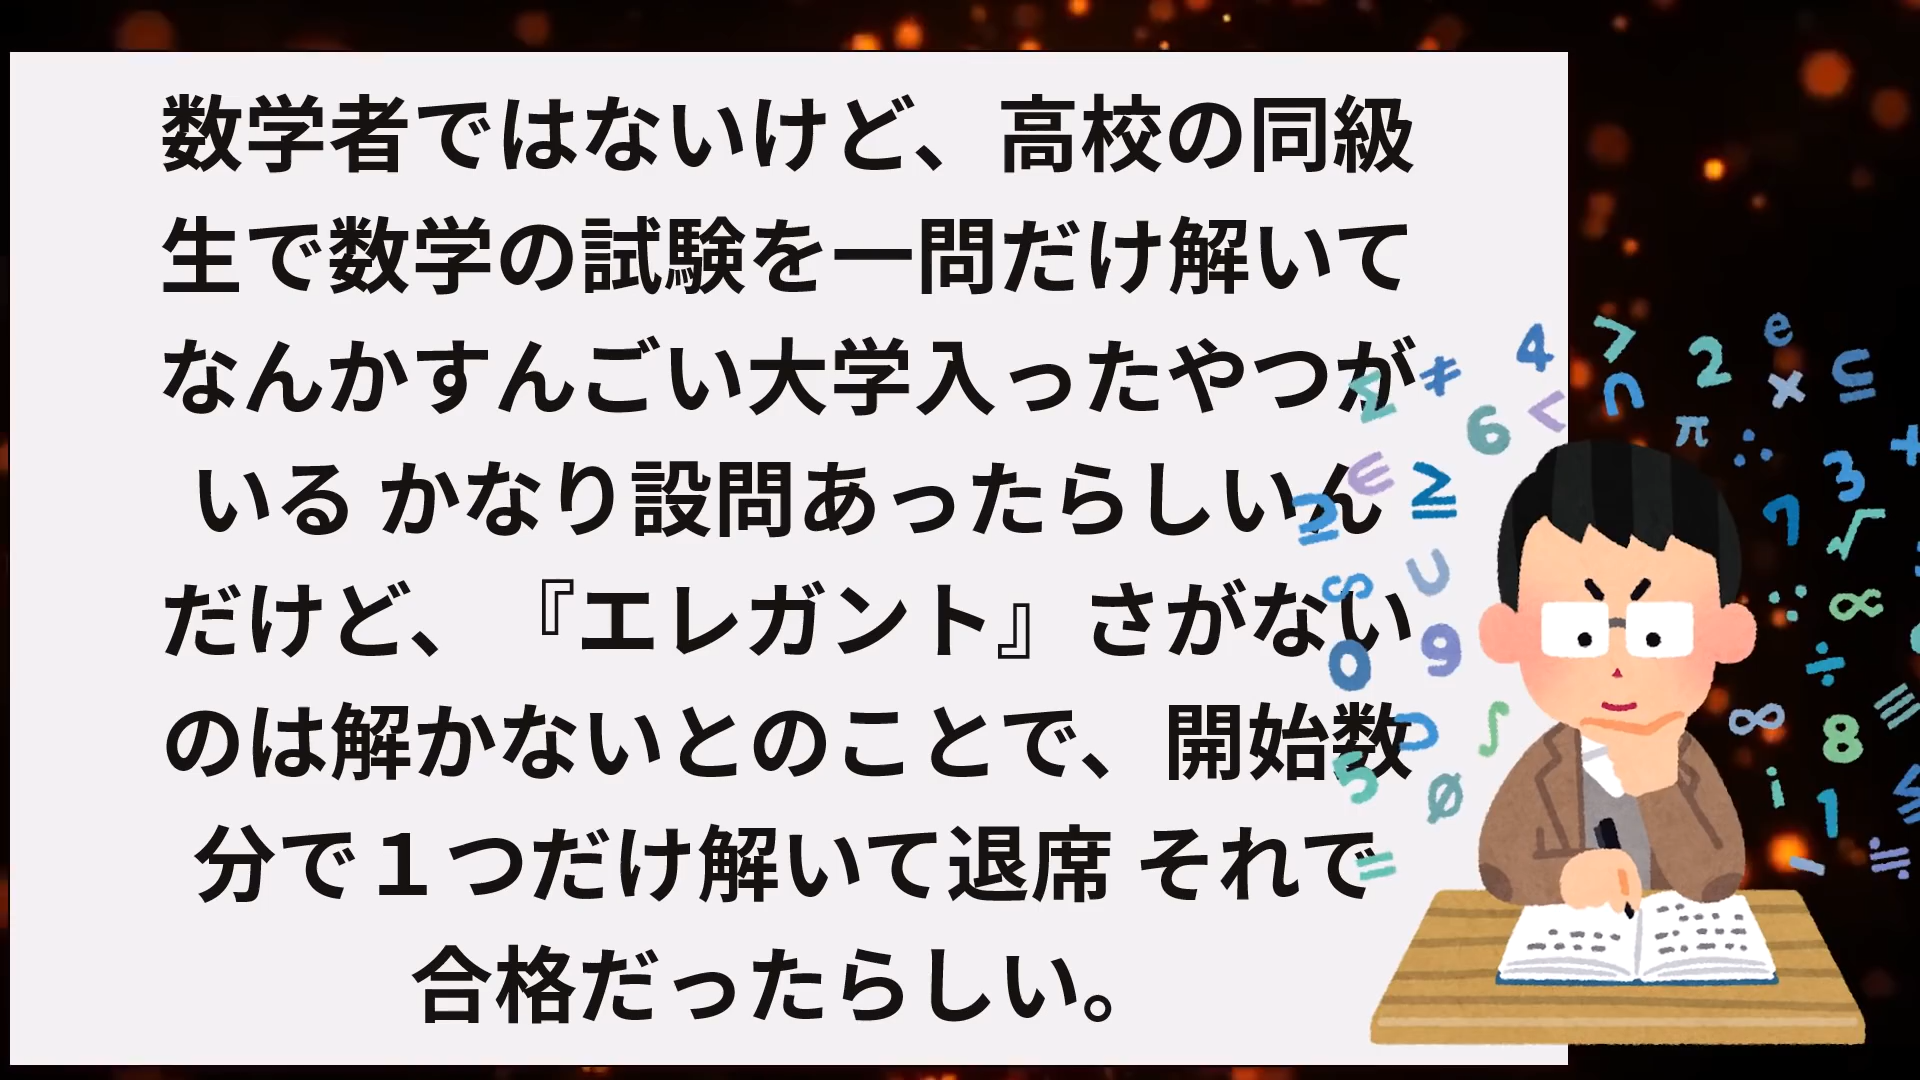 数学者ではないけど、高校の同級
生で数学の試験を一問だけ解いて
なんかすんごい大学入ったやつが
いる かなり設問あったらしいん
だけど、『エレガント』さがない
のは解かないとのことで、開始数
分で１つだけ解いて退席 それで
合格だったらしい。